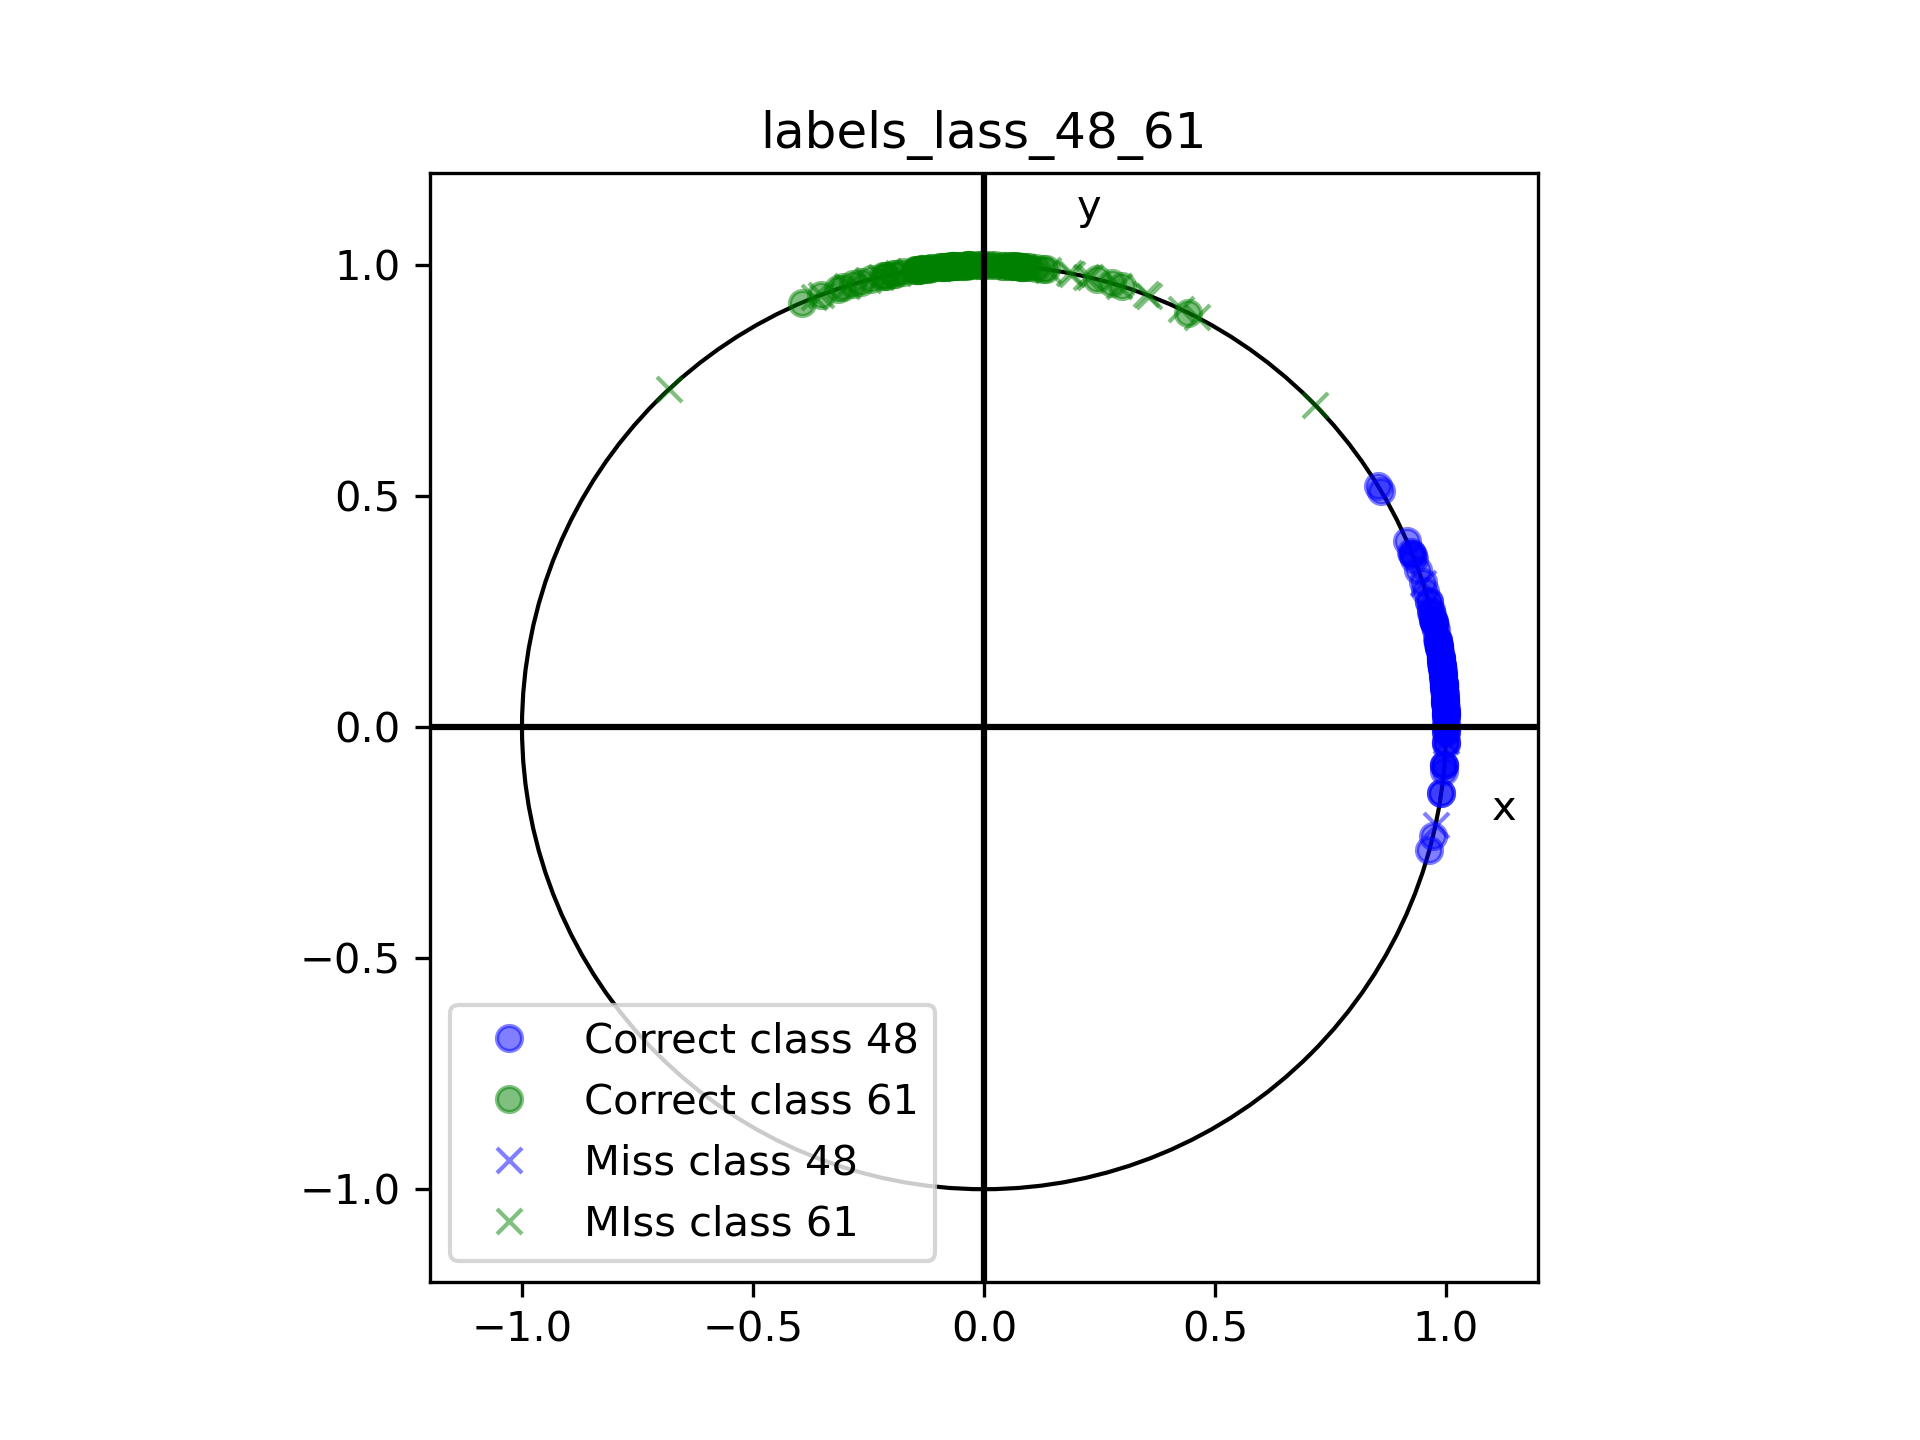 labels_lass_48_61
y
1.0
0.5
0.0
x
−0.5
−1.0
Correct class 48
Correct class 61
Miss class 48
MIss class 61
−1.0 −0.5 0.0 0.5 1.0